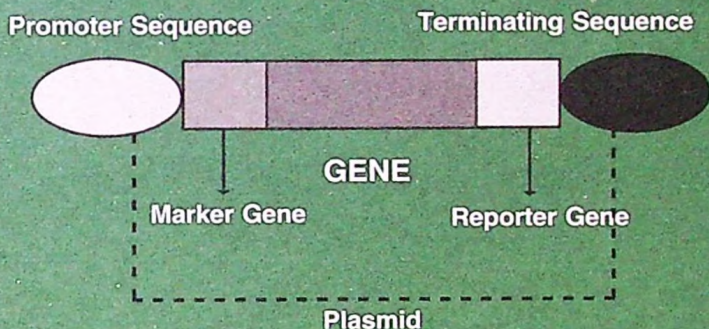 Promoter Sequence
Terminating Sequence
GENE
Marker Gene
Reporter Gene
Plasmid